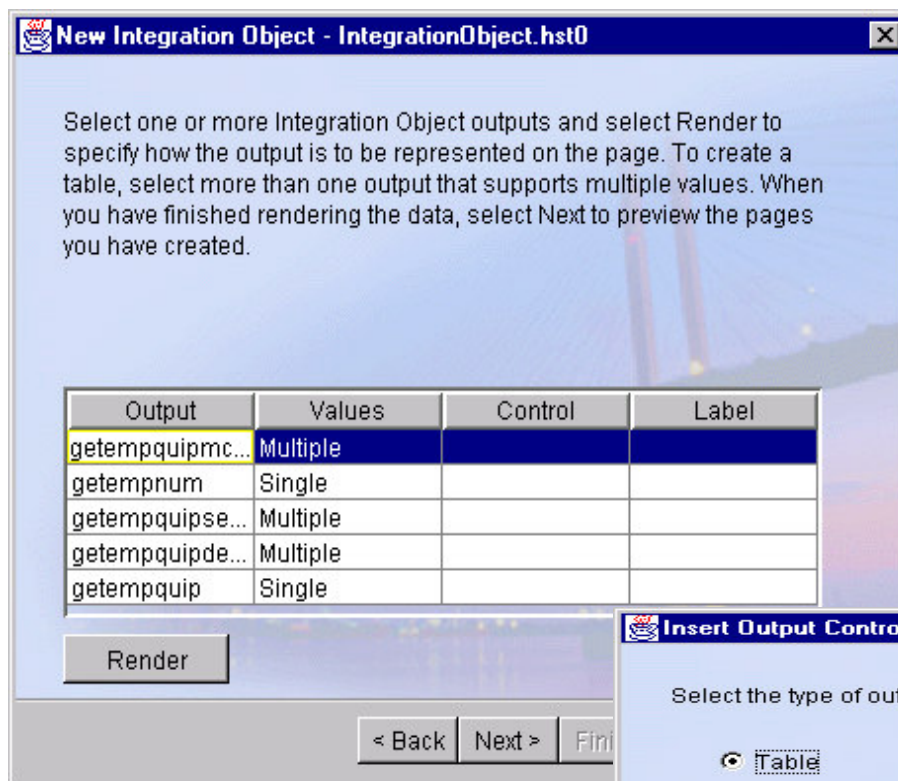 New Integration Object - IntegrationObject.hst0
Select one or more Integration Object outputs and select Render to
specify how the output is to be represented on the page. To create a
table, select more than one output that supports multiple values. When
you have finished rendering the data, select Next to preview the pages
you have created.
Output Values Control Label
getempquipmc... Multiple
getempnum Single
getempquipse... Multiple
getempquipde... Multiple
getempquip Single
Render
Insert Output Contro
Select the type of out
< Back Next > Fini
Table